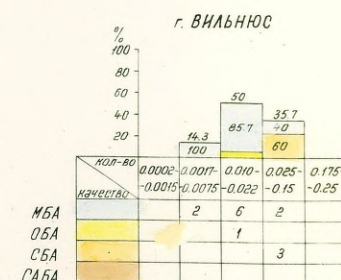 г. ВИЛЬНЮС
%
100
80
60
40
20
14.3
100
50
85.7
35.7
40
60
кол-во
качество
0.0002- 0.0017- 0.010- 0.025- 0.175
-0.0015 -0.0075 -0.022 -0.15 -0.25
МБА 2 6 2
ОБА 1
СБА 3
САБА